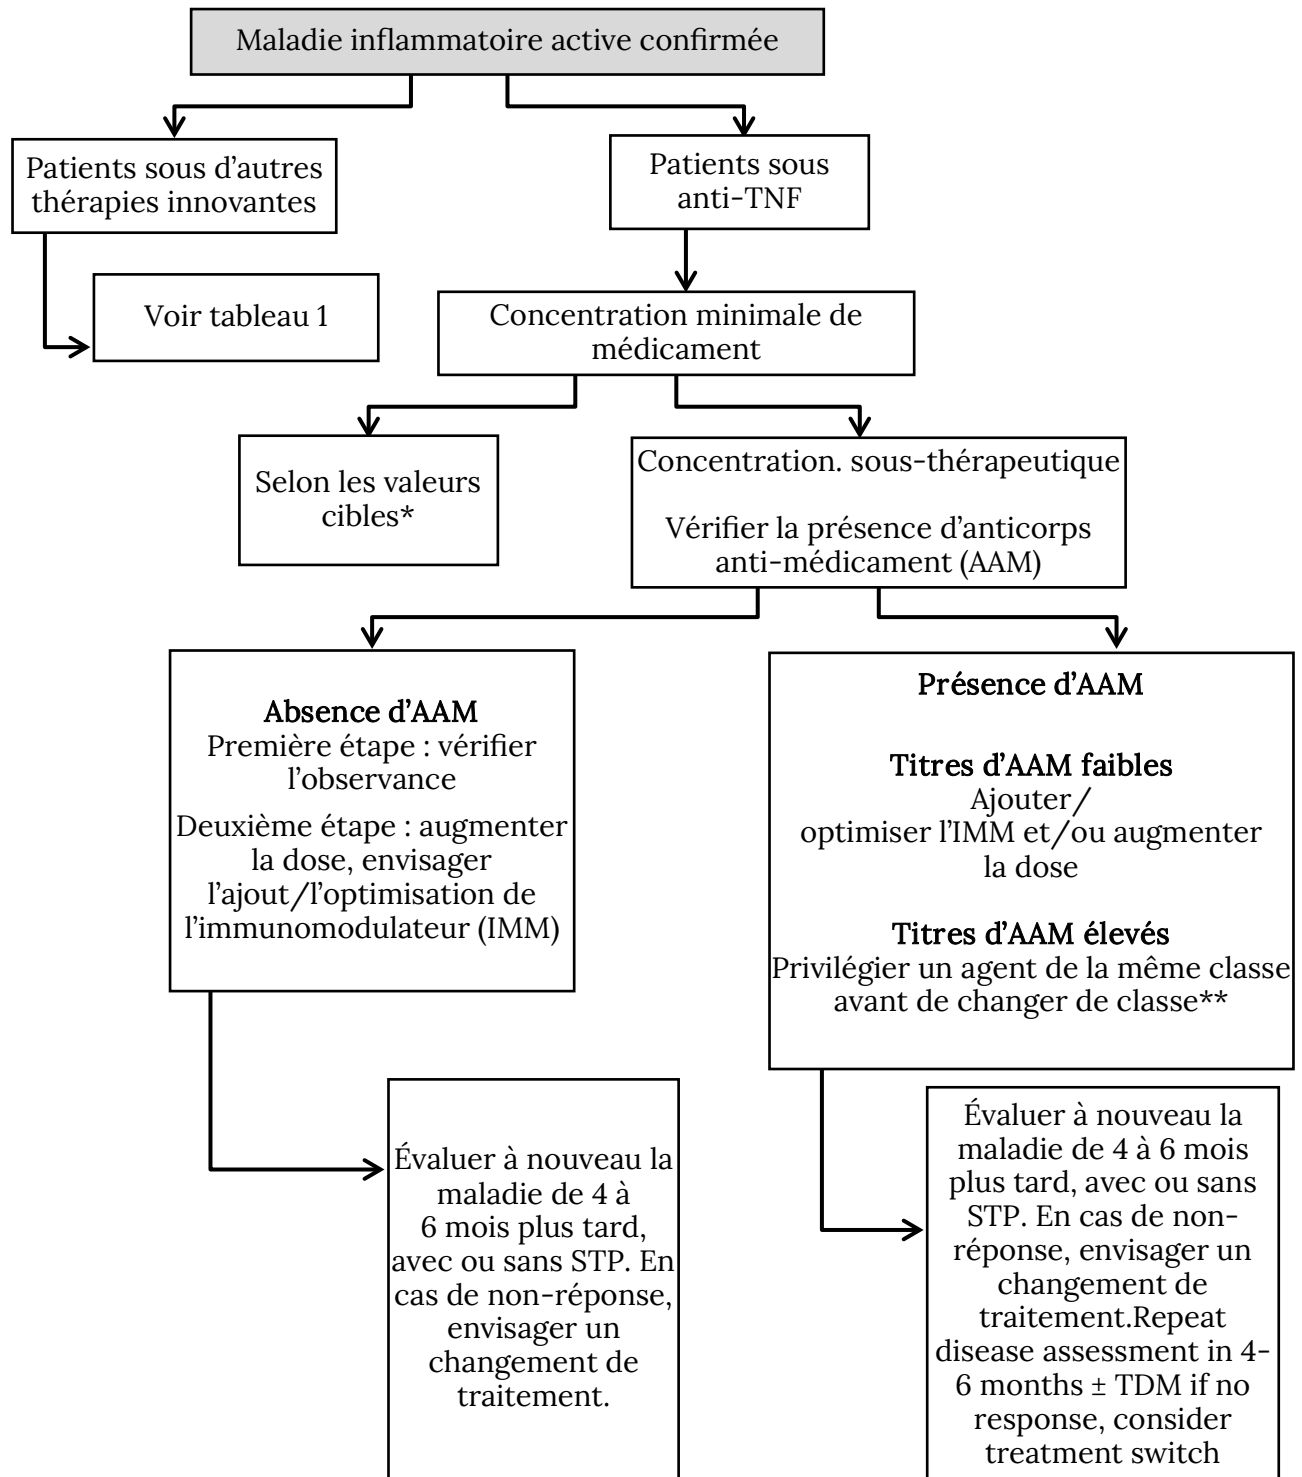 Maladie inflammatoire active confirmée
Patients sous d'autres
thérapies innovantes
Patients sous
anti-TNF
Voir tableau 1
Concentration minimale de
médicament
Selon les valeurs
cibles*
Concentration. sous-thérapeutique
Vérifier la présence d'anticorps
anti-médicament (AAM)
Absence d'AAM
Première étape : vérifier
l'observance
Deuxième étape : augmenter
la dose, envisager
l'ajout/l'optimisation de
l'immunomodulateur (IMM)
Présence d'AAM
Titres d'AAM faibles
Ajouter/
optimiser l'IMM et/ou augmenter
la dose
Titres d'AAM élevés
Privilégier un agent de la même classe
avant de changer de classe**
Évaluer à nouveau la
maladie de 4 à
6 mois plus tard,
avec ou sans STP. En
cas de non-réponse,
envisager un
changement de
traitement.
Évaluer à nouveau la
maladie de 4 à 6 mois
plus tard, avec ou sans
STP. En cas de non-
réponse, envisager un
changement de
traitement.Repeat
disease assessment in 4-
6 months ± TDM if no
response, consider
treatment switch